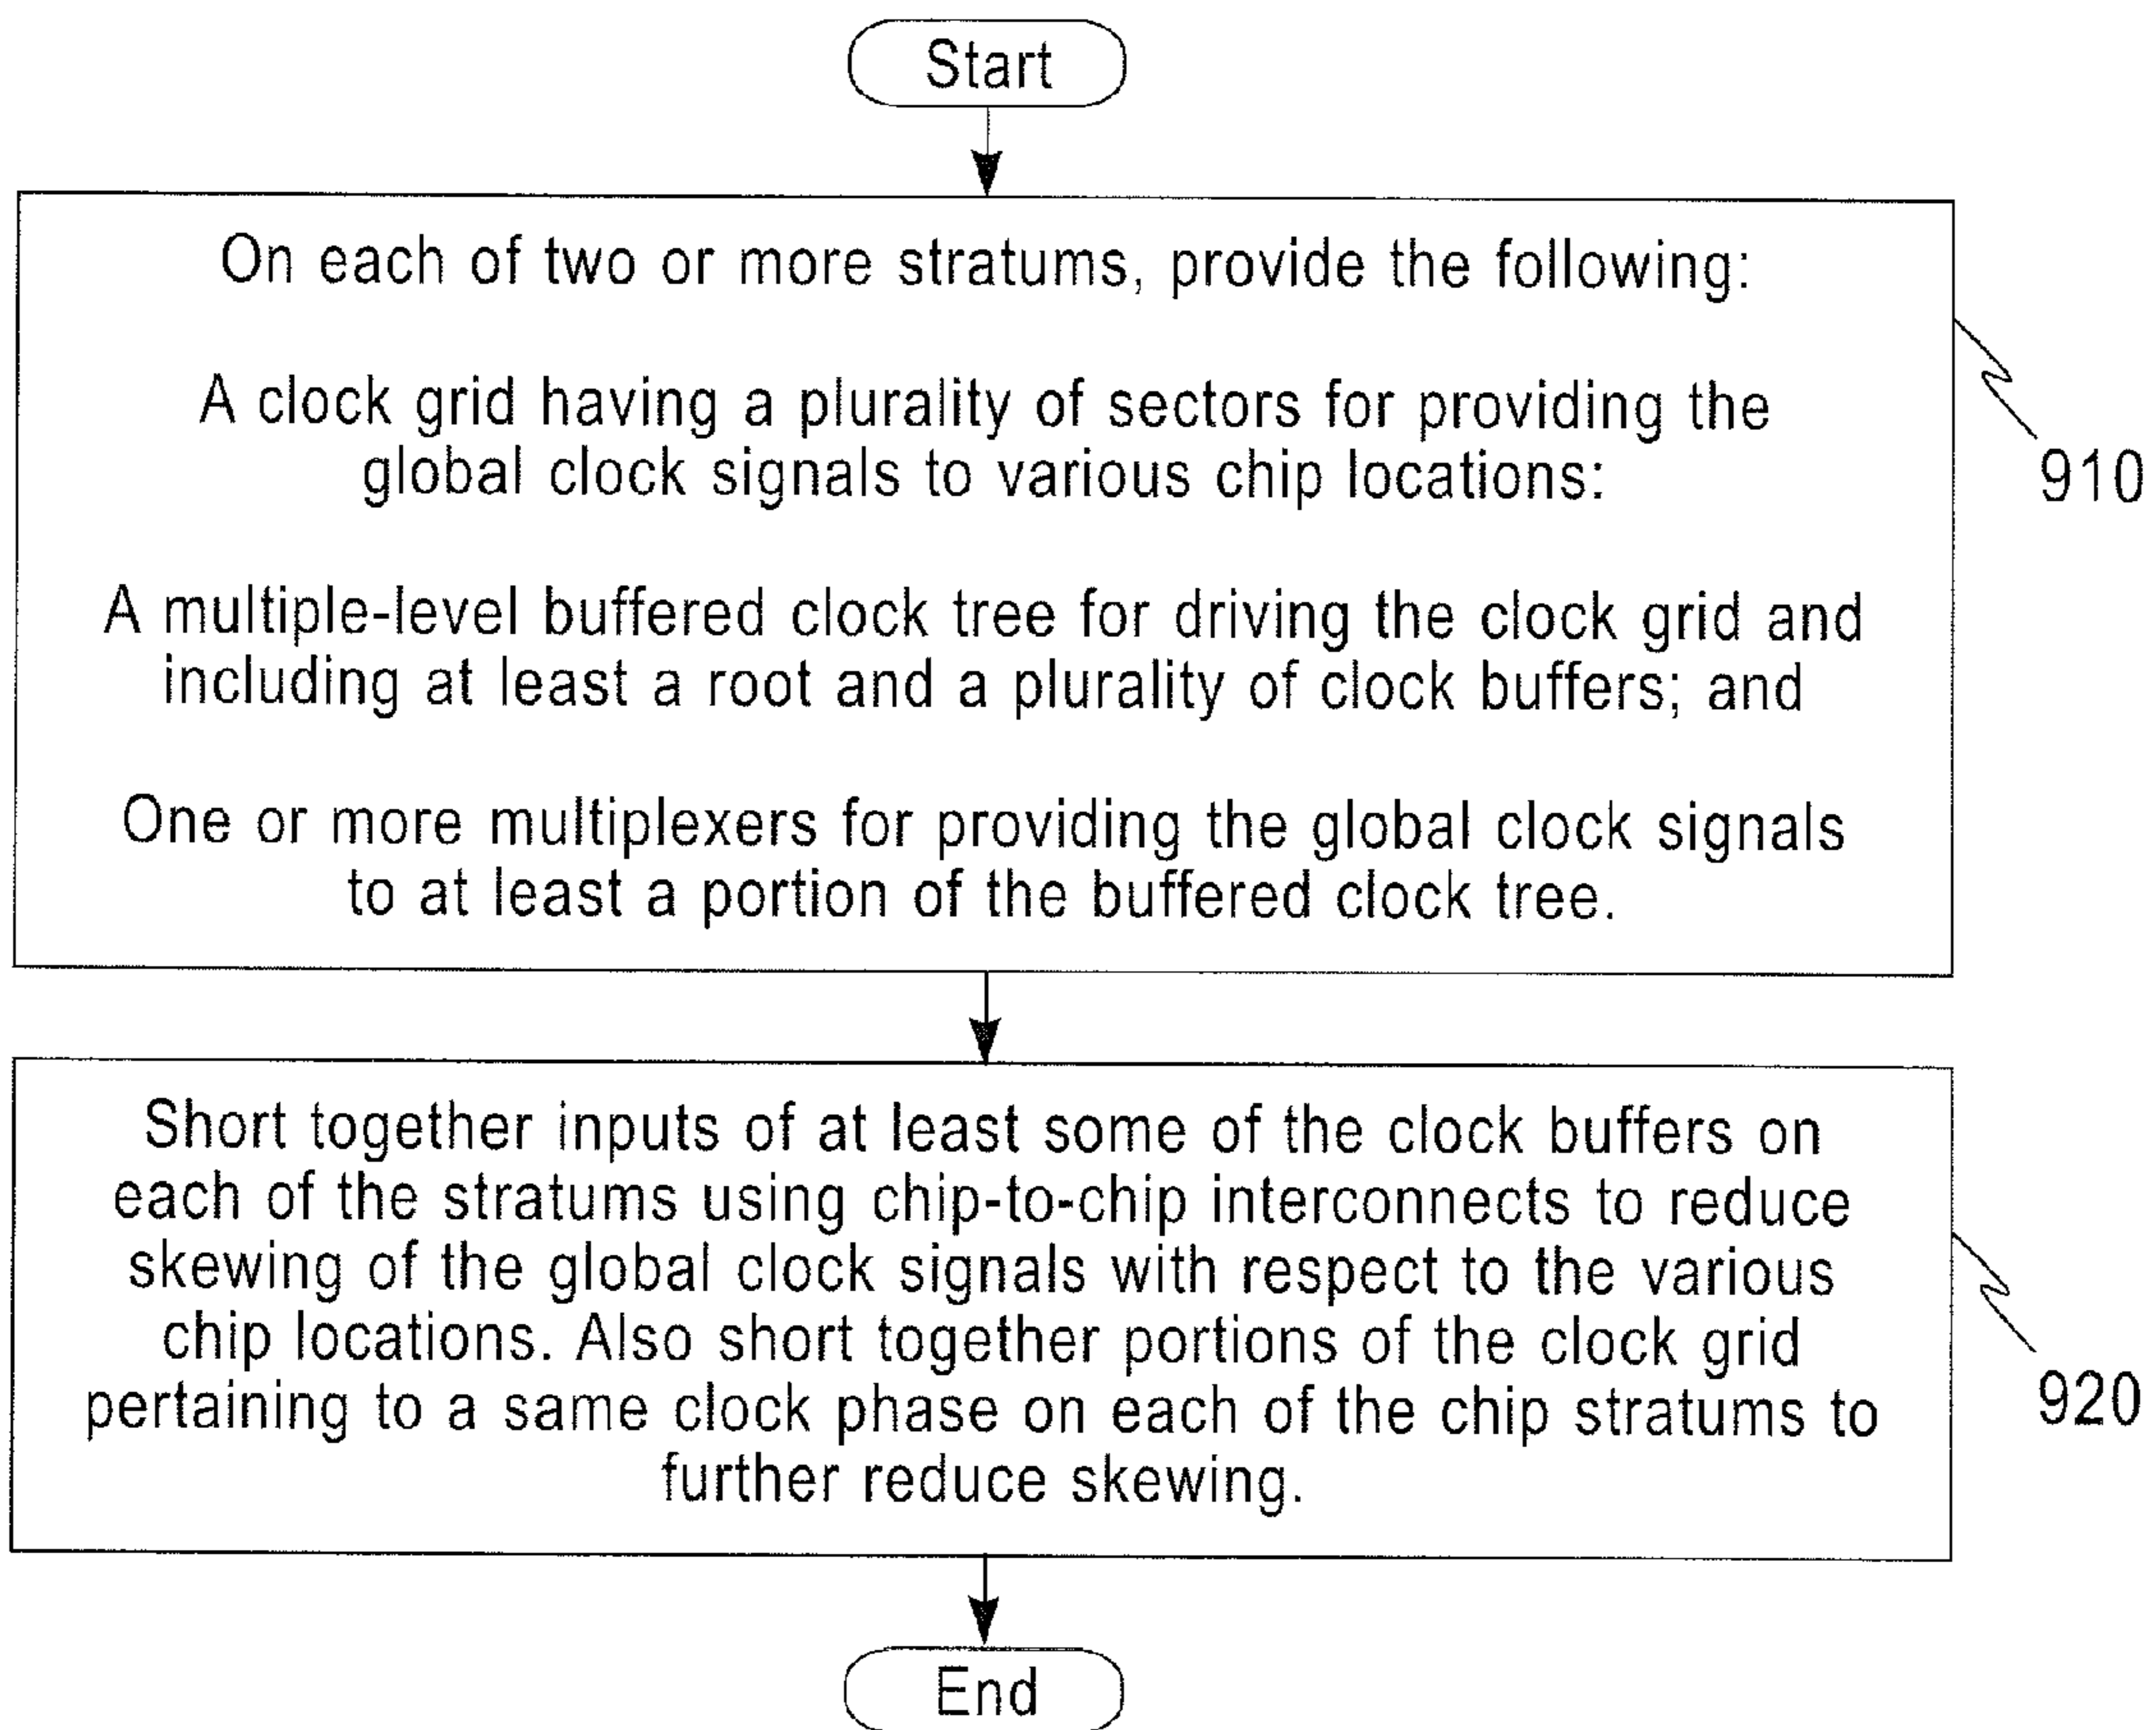 Start
On each of two or more stratums, provide the following:
A clock grid having a plurality of sectors for providing the
global clock signals to various chip locations:
910
A multiple-level buffered clock tree for driving the clock grid and
including at least a root and a plurality of clock buffers; and
One or more multiplexers for providing the global clock signals
to at least a portion of the buffered clock tree.
Short together inputs of at least some of the clock buffers on
each of the stratums using chip-to-chip interconnects to reduce
skewing of the global clock signals with respect to the various
chip locations. Also short together portions of the clock grid
pertaining to a same clock phase on each of the chip stratums to
further reduce skewing.
920
End